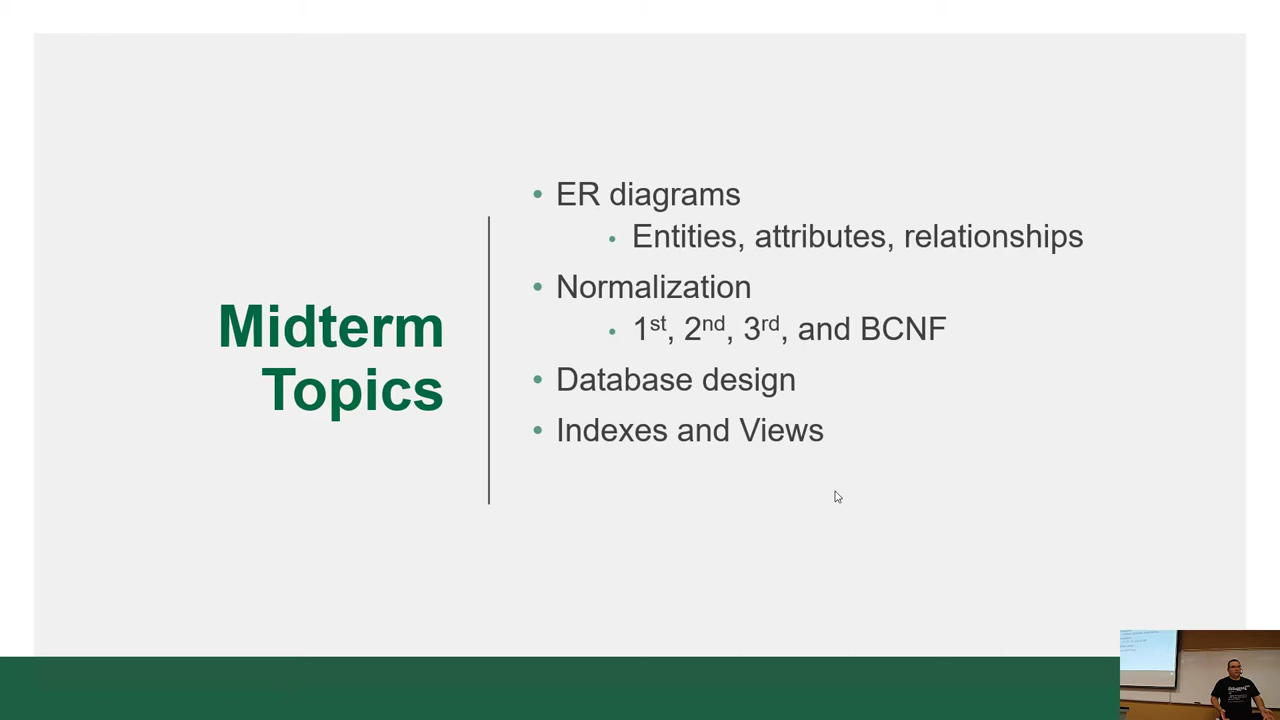 Midterm
Topics
• ER diagrams
• Entities, attributes, relationships
• Normalization
• 1st, 2nd, 3rd, and BCNF
• Database design
• Indexes and Views